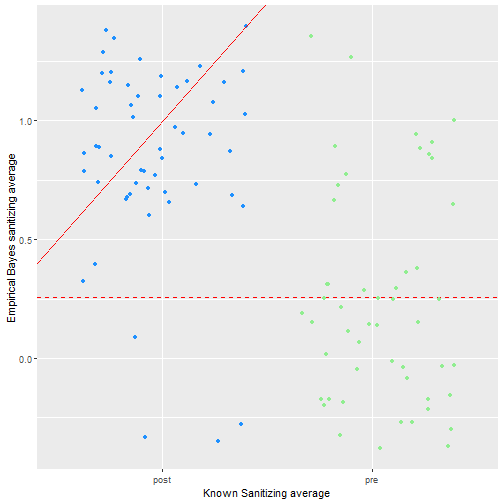 Empirical Bayes sanitizing average
1.0
0.5
0.0
post
pre
Known Sanitizing average